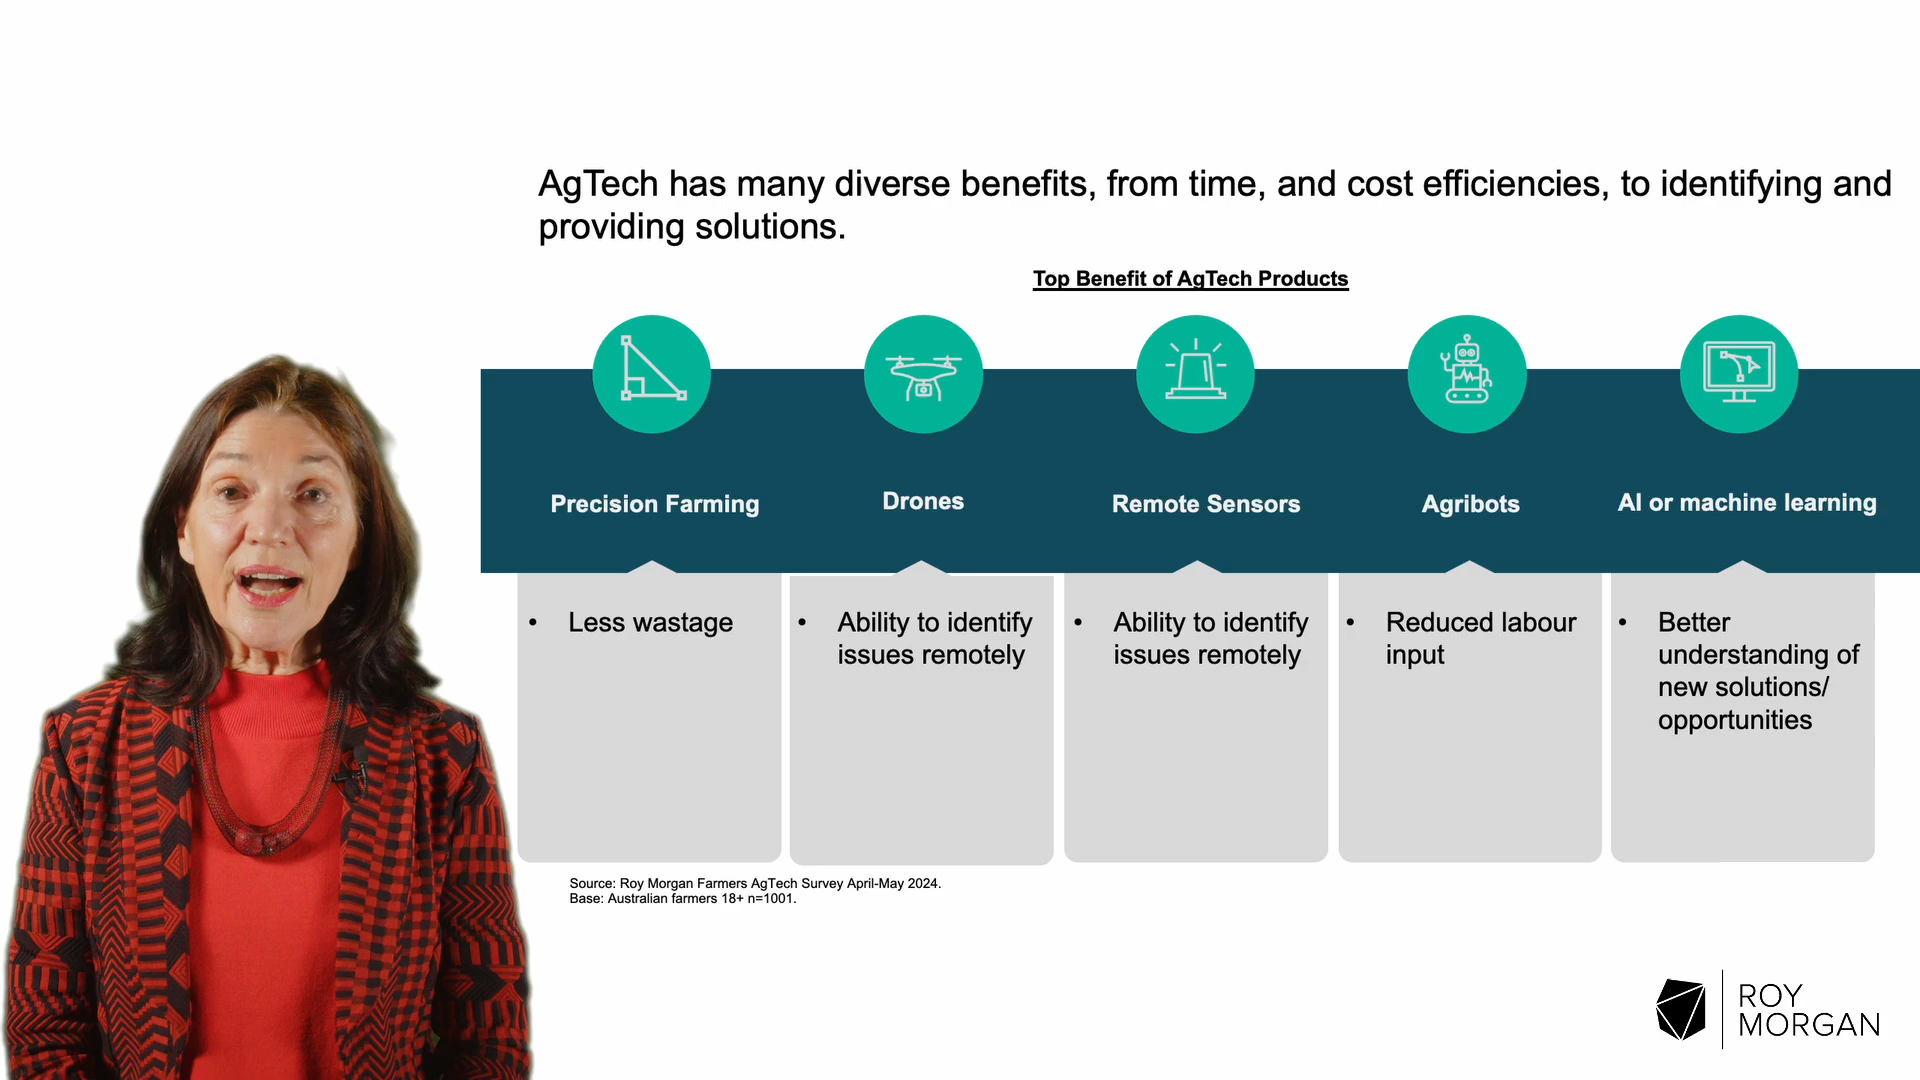 AgTech has many diverse benefits, from time, and cost efficiencies, to identifying and
providing solutions.
Top Benefit of AgTech Products
Precision Farming
Drones
Remote Sensors
Agribots
AI or machine learning
• Less wastage
• Ability to identify
issues remotely
• Ability to identify
issues remotely
• Reduced labour
input
• Better
understanding of
new solutions/
opportunities
Source: Roy Morgan Farmers AgTech Survey April-May 2024.
Base: Australian farmers 18+ n=1001.
ROY
MORGAN